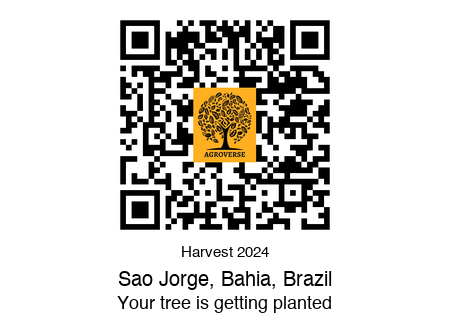 AGROVERSE
Harvest 2024
Sao Jorge, Bahia, Brazil
Your tree is getting planted